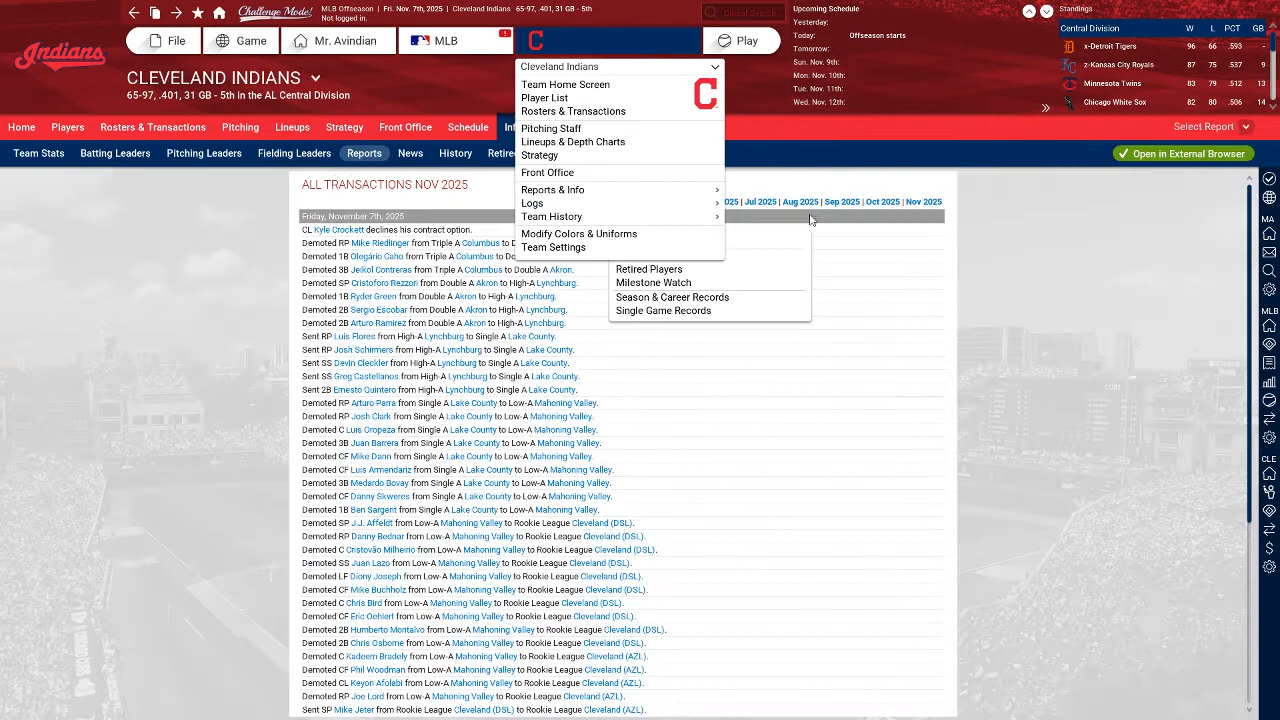 Challenge Mode!
MLB Offseason | Fri. Nov. 7th, 2025 | Cleveland Indians 65-97, .401, 31 GB - 5th
Not logged in.
Global Search
Upcoming Schedule
Yesterday:
Today: Offseason starts
Tomorrow:
Sun. Nov. 9th:
Mon. Nov. 10th:
Tue. Nov. 11th:
Wed. Nov. 12th:
Standings
Central Division W L PCT GB
x-Detroit Tigers 96 66 .593 -
z-Kansas City Royals 87 75 .537 9
Minnesota Twins 83 79 .512 13
Chicago White Sox 82 80 .506 14
Indians
File
Game
Mr. Avindian
MLB
Play
CLEVELAND INDIANS
65-97, .401, 31 GB - 5th in the AL Central Division
Home
Players
Rosters & Transactions
Pitching
Lineups
Strategy
Front Office
Schedule
Select Report
Team Stats
Batting Leaders
Pitching Leaders
Fielding Leaders
Reports
News
History
Open in External Browser
Cleveland Indians
Team Home Screen
Player List
Rosters & Transactions
Pitching Staff
Lineups & Depth Charts
Strategy
Front Office
Reports & Info
Logs
Team History
Modify Colors & Uniforms
Team Settings
Retired Players
Milestone Watch
Season & Career Records
Single Game Records
ALL TRANSACTIONS NOV 2025
| Jul 2025 | Aug 2025 | Sep 2025 | Oct 2025 | Nov 2025
Friday, November 7th, 2025
CL Kyle Crockett declines his contract option.
Demoted RP Mike Riedlinger from Triple A Columbus to D
Demoted 1B Olegário Caho from Triple A Columbus to Do
Demoted 3B Jeikol Contreras from Triple A Columbus to Double A Akron.
Demoted SP Cristoforo Rezzori from Double A Akron to High-A Lynchburg.
Demoted 1B Ryder Green from Double A Akron to High-A Lynchburg.
Demoted 2B Sergio Escobar from Double A Akron to High-A Lynchburg.
Demoted 2B Arturo Ramirez from Double A Akron to High-A Lynchburg.
Sent RP Luis Flores from High-A Lynchburg to Single A Lake County.
Sent RP Josh Schirmers from High-A Lynchburg to Single A Lake County.
Sent SS Devin Cleckler from High-A Lynchburg to Single A Lake County.
Sent SS Greg Castellanos from High-A Lynchburg to Single A Lake County.
Sent 2B Ernesto Quintero from High-A Lynchburg to Single A Lake County.
Demoted RP Arturo Parra from Single A Lake County to Low-A Mahoning Valley.
Demoted RP Josh Clark from Single A Lake County to Low-A Mahoning Valley.
Demoted C Luis Oropeza from Single A Lake County to Low-A Mahoning Valley.
Demoted 3B Juan Barrera from Single A Lake County to Low-A Mahoning Valley.
Demoted CF Mike Dann from Single A Lake County to Low-A Mahoning Valley.
Demoted CF Luis Armendariz from Single A Lake County to Low-A Mahoning Valley.
Demoted 3B Medardo Bovay from Single A Lake County to Low-A Mahoning Valley.
Demoted CF Danny Skweres from Single A Lake County to Low-A Mahoning Valley.
Demoted 1B Ben Sargent from Single A Lake County to Low-A Mahoning Valley.
Demoted SP J.J. Affeldt from Low-A Mahoning Valley to Rookie League Cleveland (DSL).
Demoted RP Danny Bednar from Low-A Mahoning Valley to Rookie League Cleveland (DSL).
Demoted C Cristovão Milheirio from Low-A Mahoning Valley to Rookie League Cleveland (DSL).
Demoted SS Juan Lazo from Low-A Mahoning Valley to Rookie League Cleveland (DSL).
Demoted LF Diony Joseph from Low-A Mahoning Valley to Rookie League Cleveland (DSL).
Demoted CF Mike Buchholz from Low-A Mahoning Valley to Rookie League Cleveland (DSL).
Demoted C Chris Bird from Low-A Mahoning Valley to Rookie League Cleveland (DSL).
Demoted CF Eric Oehlert from Low-A Mahoning Valley to Rookie League Cleveland (DSL).
Demoted 2B Humberto Montalvo from Low-A Mahoning Valley to Rookie League Cleveland (DSL).
Demoted 2B Chris Osborne from Low-A Mahoning Valley to Rookie League Cleveland (DSL).
Demoted C Kadeem Bradely from Low-A Mahoning Valley to Rookie League Cleveland (AZL).
Demoted CF Phil Woodman from Low-A Mahoning Valley to Rookie League Cleveland (AZL).
Demoted CL Keyon Afolabi from Low-A Mahoning Valley to Rookie League Cleveland (AZL).
Demoted RP Joe Lord from Low-A Mahoning Valley to Rookie League Cleveland (AZL).
Sent SP Mike Jeter from Rookie League Cleveland (DSL) to Rookie League Cleveland (AZL).
MA
MLB
CLE